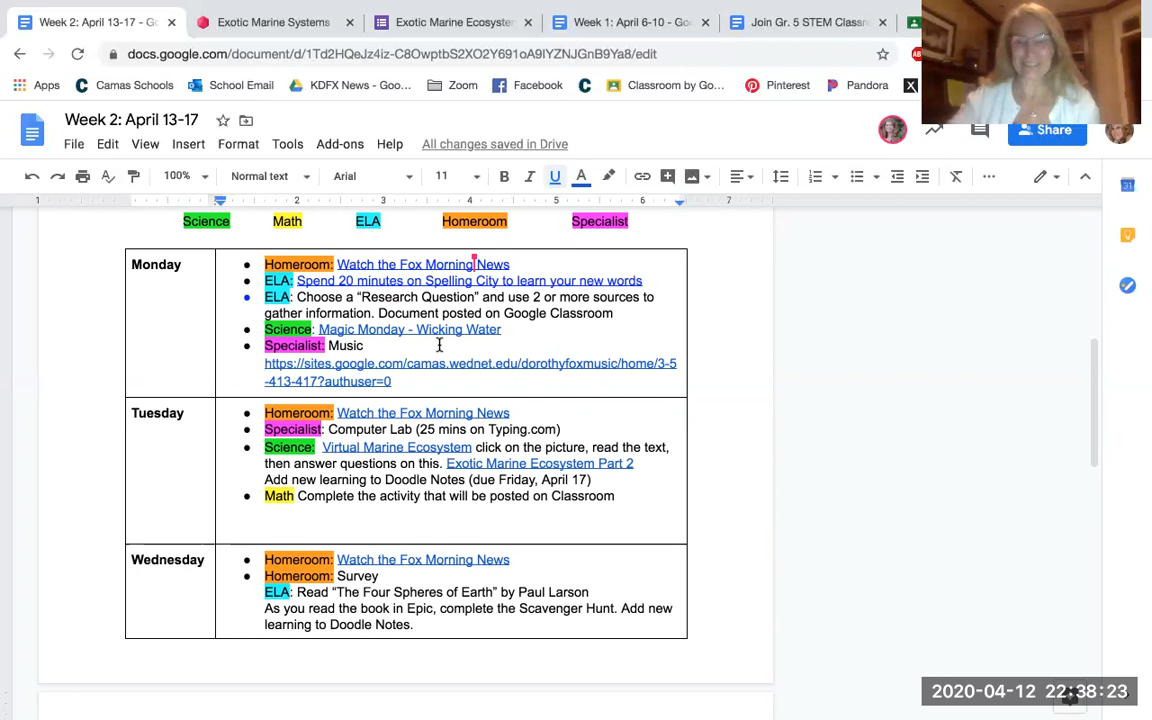 Week 2: April 13-17 - Go
Exotic Marine Systems
Exotic Marine Ecosystem
Week 1: April 6-10 - Goo
Join Gr. 5 STEM Classro
docs.google.com/document/d/1Td2HQeJz4iz-C8OwptbS2XO2Y691oA9IYZNJGnB9Ya8/edit
Apps
Camas Schools
School Email
KDFX News - Goo...
Zoom
Facebook
Classroom by Go...
Pinterest
Pandora
Week 2: April 13-17
Share
File Edit View Insert Format Tools Add-ons Help All changes saved in Drive
100% Normal text Arial 11 B I U A
1 2 3 4 5 6 7
Science Math ELA Homeroom Specialist
Monday
Homeroom: Watch the Fox Morning News
ELA: Spend 20 minutes on Spelling City to learn your new words
ELA: Choose a “Research Question” and use 2 or more sources to
gather information. Document posted on Google Classroom
Science: Magic Monday - Wicking Water
Specialist: Music
https://sites.google.com/camas.wednet.edu/dorothyfoxmusic/home/3-5
-413-417?authuser=0
Tuesday
Homeroom: Watch the Fox Morning News
Specialist: Computer Lab (25 mins on Typing.com)
Science: Virtual Marine Ecosystem click on the picture, read the text,
then answer questions on this. Exotic Marine Ecosystem Part 2
Add new learning to Doodle Notes (due Friday, April 17)
Math Complete the activity that will be posted on Classroom
Wednesday
Homeroom: Watch the Fox Morning News
Homeroom: Survey
ELA: Read “The Four Spheres of Earth” by Paul Larson
As you read the book in Epic, complete the Scavenger Hunt. Add new
learning to Doodle Notes.
2020-04-12 22:38:23